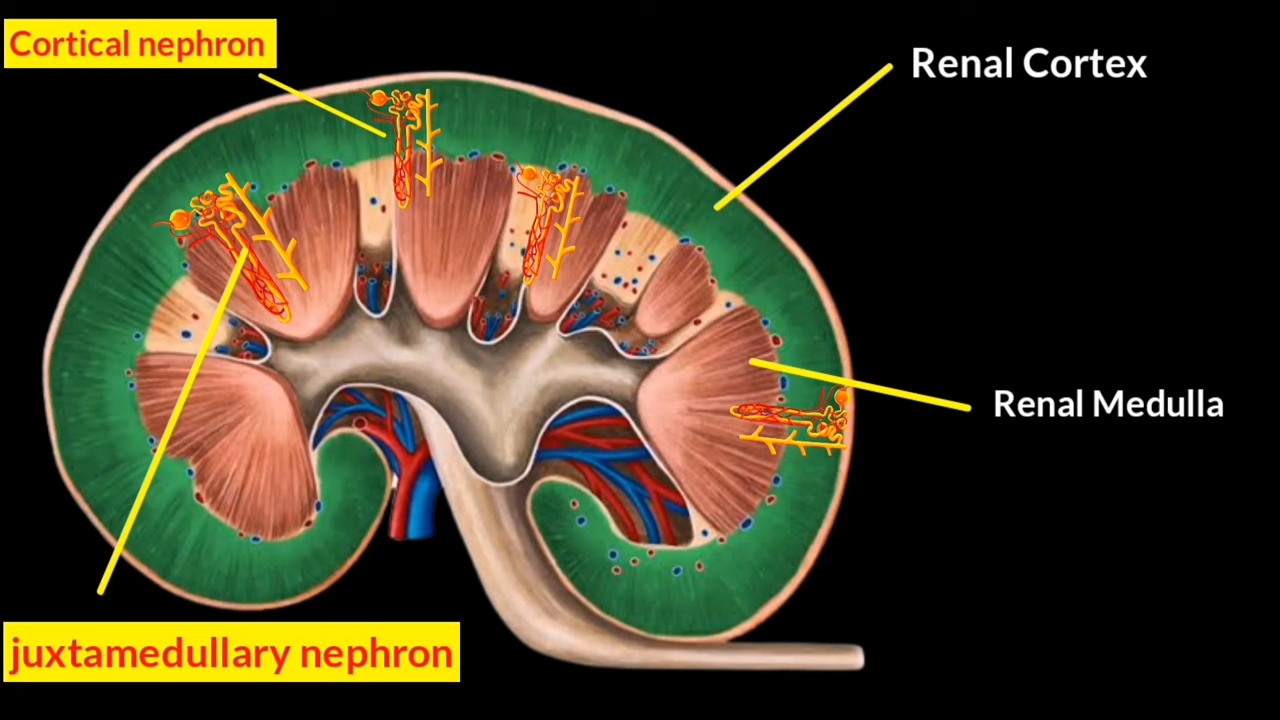 Cortical nephron
Renal Cortex
Renal Medulla
juxtamedullary nephron